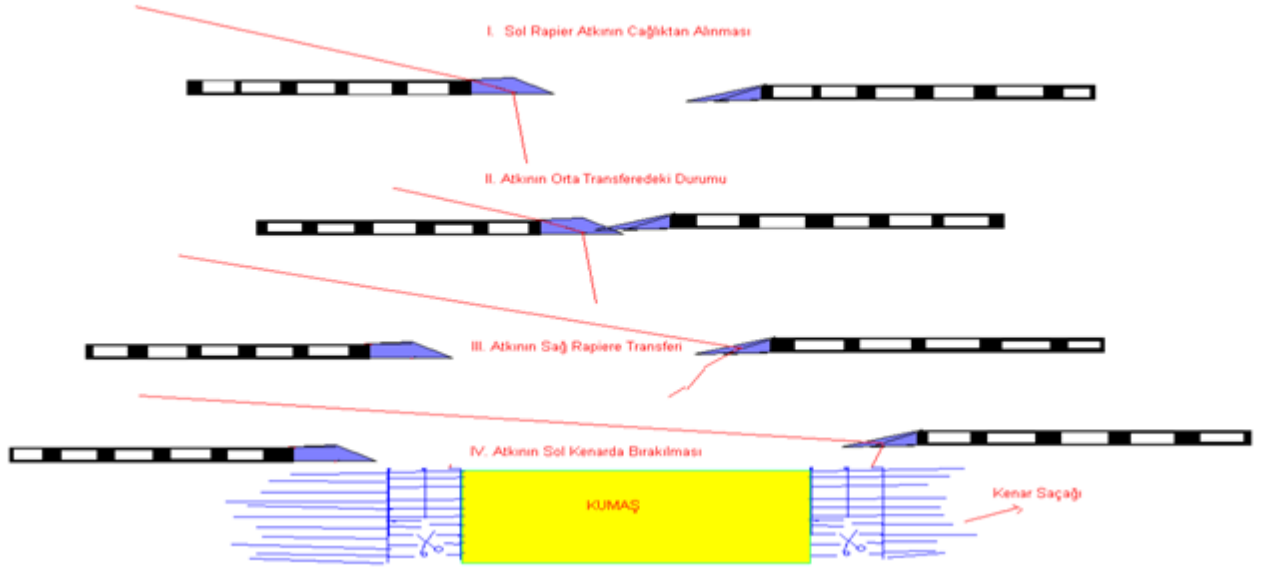 I. Sol Rapier Atkının Cağlıktan Alınması
II. Atkının Orta Transferedeki Durumu
III. Atkının Sağ Rapiere Transferi
IV. Atkının Sol Kenarda Bırakılması
Kenar Saçağı
KUMAŞ